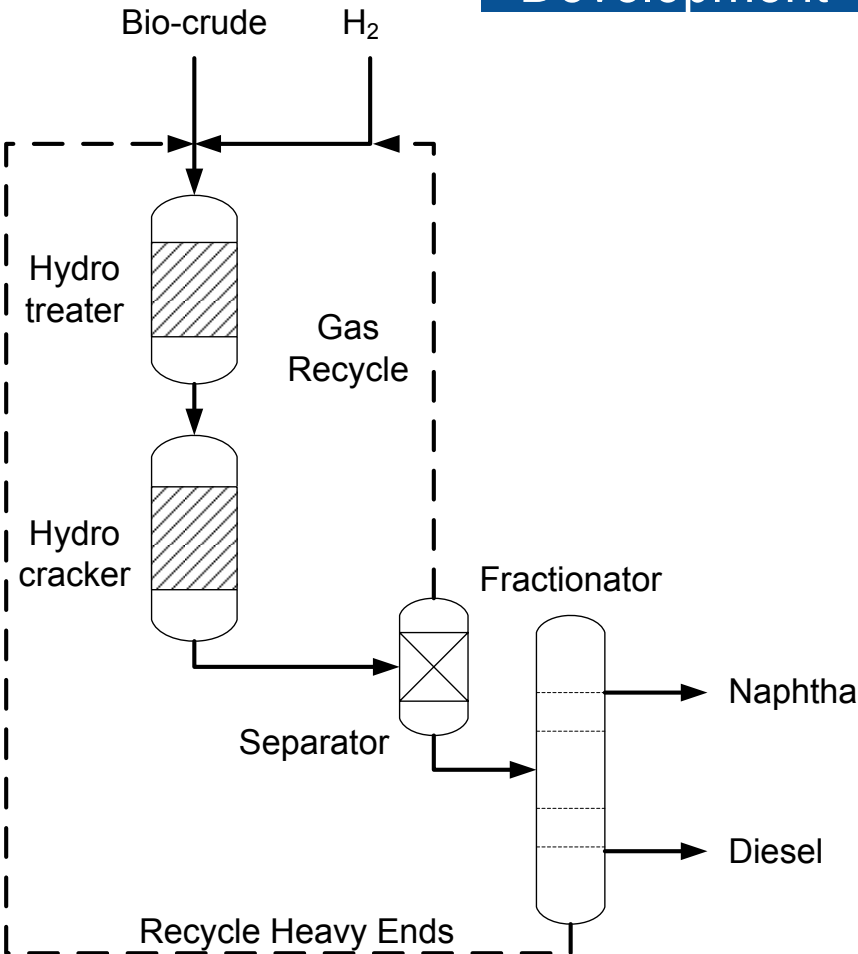 Development
Bio-crude
H₂
Hydro
treater
Gas
Recycle
Hydro
cracker
Fractionator
Naphtha
Separator
Diesel
Recycle Heavy Ends